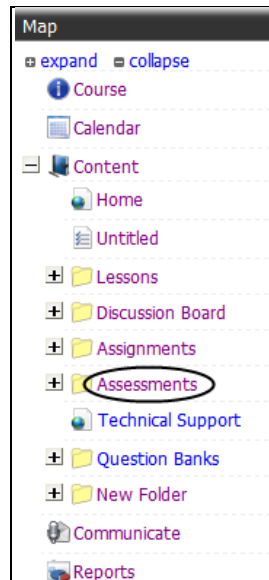 Map
expand collapse
Course
Calendar
Content
Home
Untitled
Lessons
Discussion Board
Assignments
Assessments
Technical Support
Question Banks
New Folder
Communicate
Reports